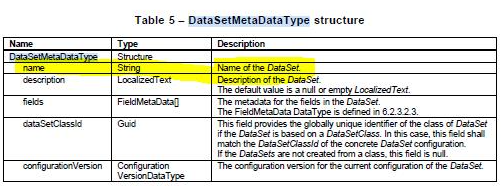 Table 5 – DataSetMetaDataType structure
Name Type Description
DataSetMetaDataType Structure
name String Name of the DataSet.
description LocalizedText Description of the DataSet.
The default value is a null or empty LocalizedText.
fields FieldMetaData[] The metadata for the fields in the DataSet.
The FieldMetaData DataType is defined in 6.2.3.2.3.
dataSetClassId Guid This field provides the globally unique identifier of the class of DataSet
if the DataSet is based on a DataSetClass. In this case, this field shall
match the DataSetClassId of the concrete DataSet configuration.
If the DataSets are not created from a class, this field is null.
configurationVersion Configuration The configuration version for the current configuration of the DataSet.
VersionDataType